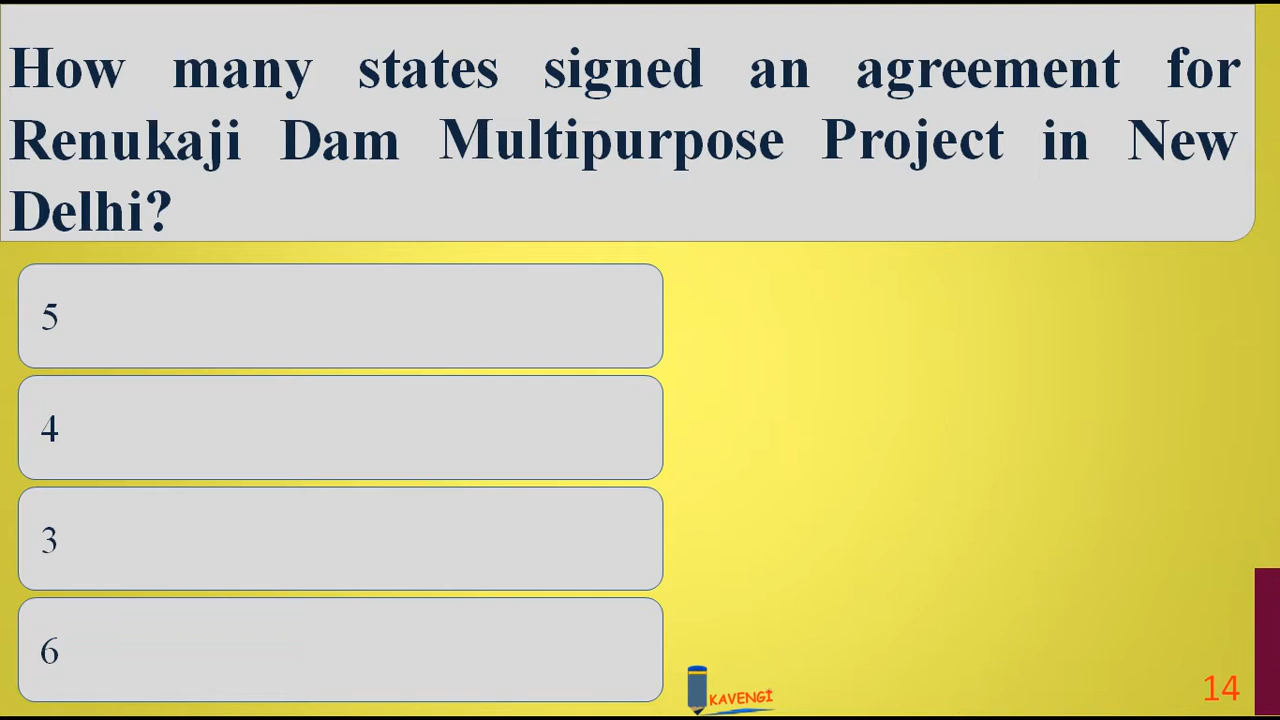 How many states signed an agreement for
Renukaji Dam Multipurpose Project in New
Delhi?
5
4
3
6
KAVENGI
14